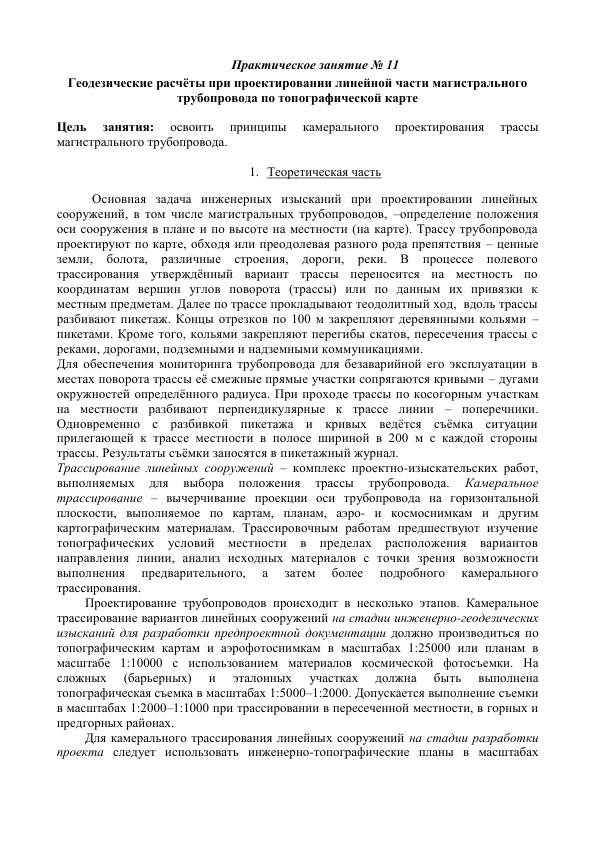 Практическое занятие № 11
Геодезические расчёты при проектировании линейной части магистрального
трубопровода по топографической карте
Цель занятия: освоить принципы камерального проектирования трассы
магистрального трубопровода.
1. Теоретическая часть
Основная задача инженерных изысканий при проектировании линейных
сооружений, в том числе магистральных трубопроводов, –определение положения
оси сооружения в плане и по высоте на местности (на карте). Трассу трубопровода
проектируют по карте, обходя или преодолевая разного рода препятствия – ценные
земли, болота, различные строения, дороги, реки. В процессе полевого
трассирования утверждённый вариант трассы переносится на местность по
координатам вершин углов поворота (трассы) или по данным их привязки к
местным предметам. Далее по трассе прокладывают теодолитный ход, вдоль трассы
разбивают пикетаж. Концы отрезков по 100 м закрепляют деревянными кольями –
пикетами. Кроме того, кольями закрепляют перегибы скатов, пересечения трассы с
реками, дорогами, подземными и надземными коммуникациями.
Для обеспечения мониторинга трубопровода для безаварийной его эксплуатации в
местах поворота трассы её смежные прямые участки сопрягаются кривыми – дугами
окружностей определённого радиуса. При проходе трассы по косогорным участкам
на местности разбивают перпендикулярные к трассе линии – поперечники.
Одновременно с разбивкой пикетажа и кривых ведётся съёмка ситуации
прилегающей к трассе местности в полосе шириной в 200 м с каждой стороны
трассы. Результаты съёмки заносятся в пикетажный журнал.
Трассирование линейных сооружений – комплекс проектно-изыскательских работ,
выполняемых для выбора положения трассы трубопровода. Камеральное
трассирование – вычерчивание проекции оси трубопровода на горизонтальной
плоскости, выполняемое по картам, планам, аэро- и космоснимкам и другим
картографическим материалам. Трассировочным работам предшествуют изучение
топографических условий местности в пределах расположения вариантов
направления линии, анализ исходных материалов с точки зрения возможности
выполнения предварительного, а затем более подробного камерального
трассирования.
Проектирование трубопроводов происходит в несколько этапов. Камеральное
трассирование вариантов линейных сооружений на стадии инженерно-геодезических
изысканий для разработки предпроектной документации должно производиться по
топографическим картам и аэрофотоснимкам в масштабах 1:25000 или планам в
масштабе 1:10000 с использованием материалов космической фотосъемки. На
сложных (барьерных) и эталонных участках должна быть выполнена
топографическая съемка в масштабах 1:5000–1:2000. Допускается выполнение съемки
в масштабах 1:2000–1:1000 при трассировании в пересеченной местности, в горных и
предгорных районах.
Для камерального трассирования линейных сооружений на стадии разработки
проекта следует использовать инженерно-топографические планы в масштабах